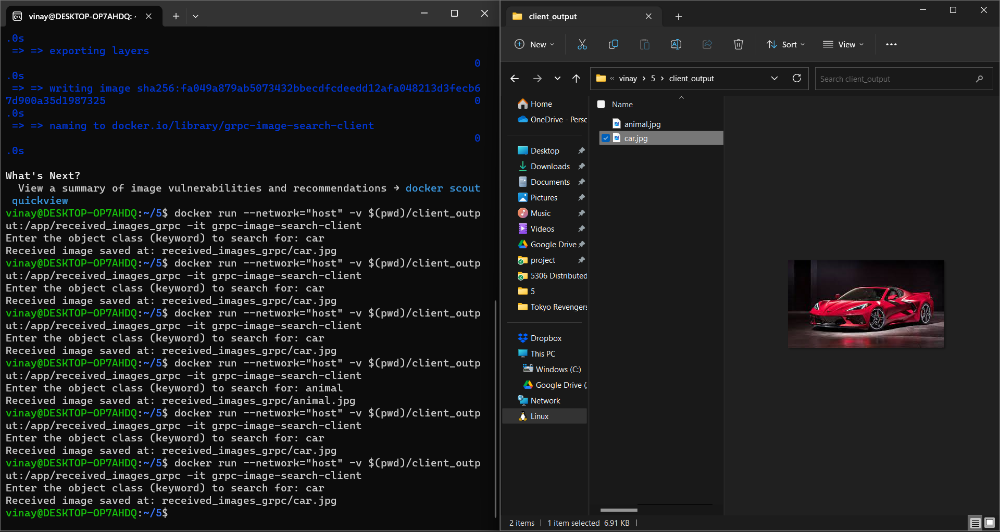 vinay@DESKTOP-OP7AHDQ: ~
.0s
=> => exporting layers
0
.0s
=> => writing image sha256:fa049a879ab5073432bbecdfcdeedd12afa048213d3fecb6
7d900a35d1987325 0
.0s
=> => naming to docker.io/library/grpc-image-search-client
0
.0s
What's Next?
View a summary of image vulnerabilities and recommendations → docker scout
quickview
vinay@DESKTOP-OP7AHDQ:~/5$ docker run --network="host" -v $(pwd)/client_outp
ut:/app/received_images_grpc -it grpc-image-search-client
Enter the object class (keyword) to search for: car
Received image saved at: received_images_grpc/car.jpg
vinay@DESKTOP-OP7AHDQ:~/5$ docker run --network="host" -v $(pwd)/client_outp
ut:/app/received_images_grpc -it grpc-image-search-client
Enter the object class (keyword) to search for: car
Received image saved at: received_images_grpc/car.jpg
vinay@DESKTOP-OP7AHDQ:~/5$ docker run --network="host" -v $(pwd)/client_outp
ut:/app/received_images_grpc -it grpc-image-search-client
Enter the object class (keyword) to search for: car
Received image saved at: received_images_grpc/car.jpg
vinay@DESKTOP-OP7AHDQ:~/5$ docker run --network="host" -v $(pwd)/client_outp
ut:/app/received_images_grpc -it grpc-image-search-client
Enter the object class (keyword) to search for: animal
Received image saved at: received_images_grpc/animal.jpg
vinay@DESKTOP-OP7AHDQ:~/5$ docker run --network="host" -v $(pwd)/client_outp
ut:/app/received_images_grpc -it grpc-image-search-client
Enter the object class (keyword) to search for: car
Received image saved at: received_images_grpc/car.jpg
vinay@DESKTOP-OP7AHDQ:~/5$ docker run --network="host" -v $(pwd)/client_outp
ut:/app/received_images_grpc -it grpc-image-search-client
Enter the object class (keyword) to search for: car
Received image saved at: received_images_grpc/car.jpg
vinay@DESKTOP-OP7AHDQ:~/5$
client_output
New
Sort
View
« vinay › 5 › client_output
Search client_output
Home
OneDrive - Persc
Desktop
Downloads
Documents
Pictures
Music
Videos
Google Drive
project
5306 Distributed
5
Tokyo Revengers
Dropbox
This PC
Windows (C:)
Google Drive (
Network
Linux
Name
animal.jpg
car.jpg
2 items | 1 item selected 6.91 KB |